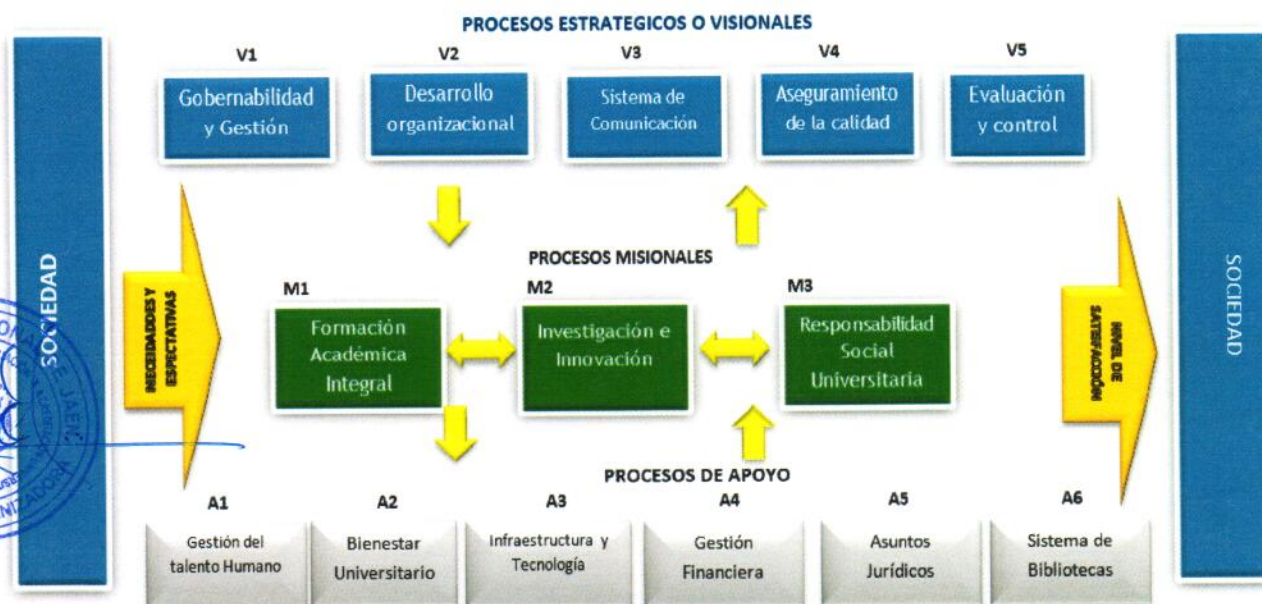 PROCESOS ESTRATEGICOS O VISIONALES
V1
V2
V3
V4
V5
Gobernabilidad
y Gestión
Desarrollo
organizacional
Sistema de
Comunicación
Aseguramiento
de la calidad
Evaluación
y control
SOCIEDAD
NECEIDADDES Y
ESPECTATIVAS
PROCESOS MISIONALES
M1
M2
M3
Formación
Académica
Integral
Investigación e
Innovación
Responsabilidad
Social
Universitaria
NIVEL DE
SATISFACCIÓN
SOCIEDAD
PROCESOS DE APOYO
A1
A2
A3
A4
A5
A6
Gestión del
talento Humano
Bienestar
Universitario
Infraestructura y
Tecnología
Gestión
Financiera
Asuntos
Jurídicos
Sistema de
Bibliotecas
DE JAEN